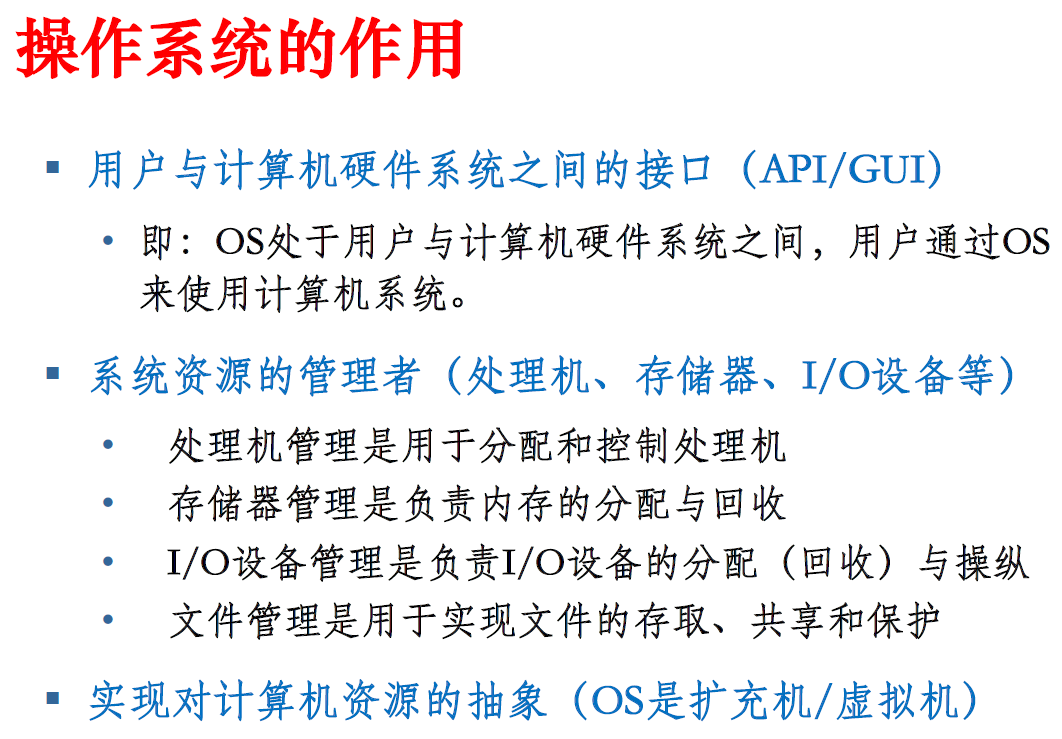 操作系统的作用
▪ 用户与计算机硬件系统之间的接口（API/GUI）
• 即：OS处于用户与计算机硬件系统之间，用户通过OS
来使用计算机系统。
▪ 系统资源的管理者（处理机、存储器、I/O设备等）
• 处理机管理是用于分配和控制处理机
• 存储器管理是负责内存的分配与回收
• I/O设备管理是负责I/O设备的分配（回收）与操纵
• 文件管理是用于实现文件的存取、共享和保护
▪ 实现对计算机资源的抽象（OS是扩充机/虚拟机）